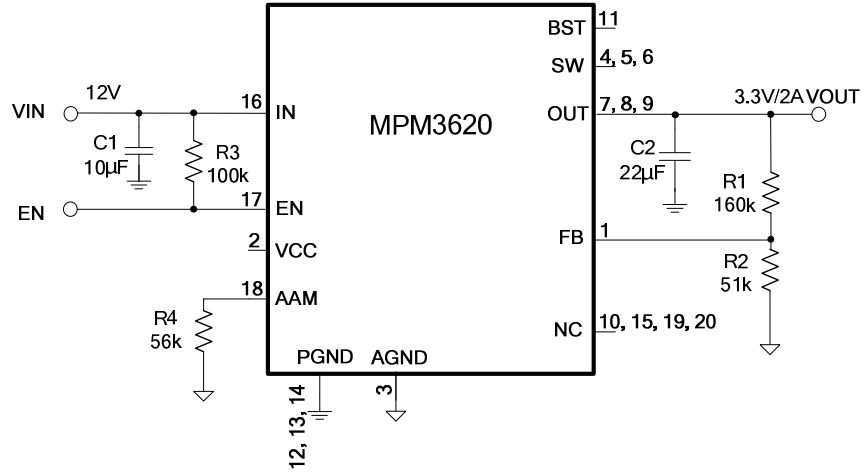 BST
11
SW
4, 5, 6
VIN
12V
16
IN
MPM3620
OUT
7, 8, 9
3.3V/2A VOUT
C1
10µF
R3
100k
C2
22µF
R1
160k
EN
17
EN
2
VCC
FB
1
R2
51k
18
AAM
R4
56k
NC
10, 15, 19, 20
PGND
AGND
12, 13, 14
3